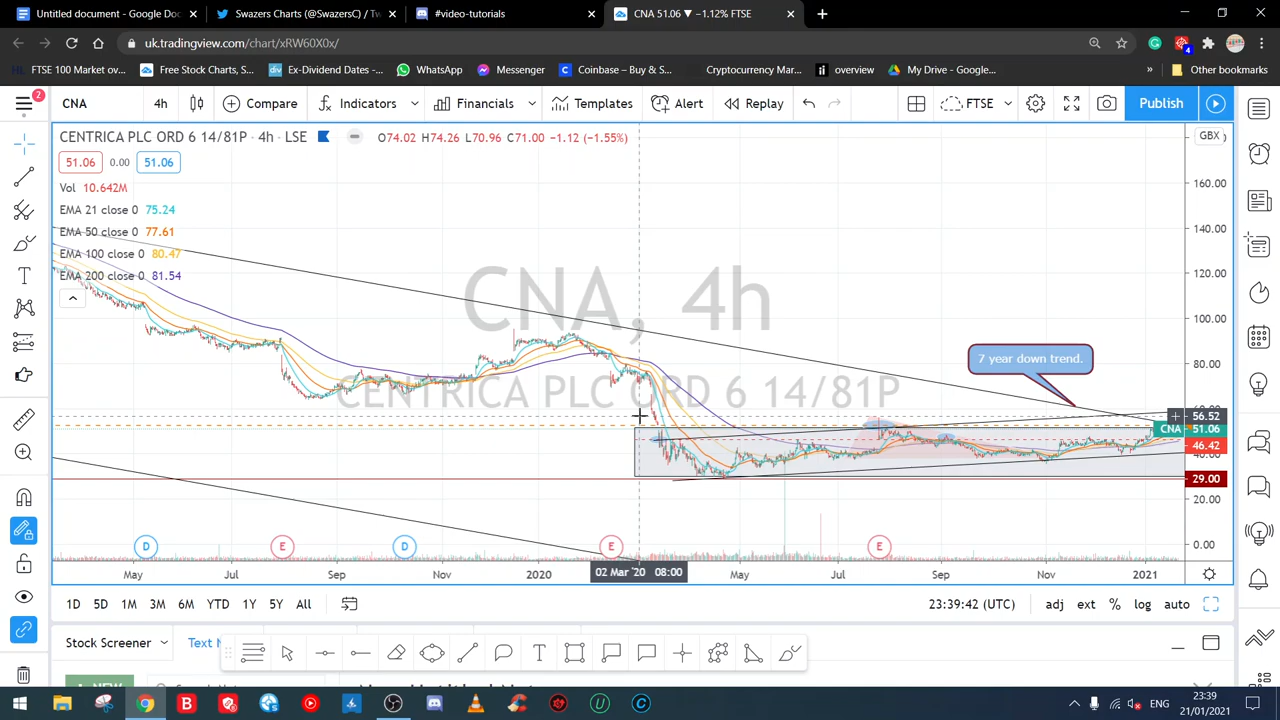 Untitled document - Google Doc
Swazers Charts (@SwazersC) / Tw
#video-tutorials
CNA 51.06 ▼ −1.12% FTSE
uk.tradingview.com/chart/xRW60X0x/
4
FTSE 100 Market ov...
Free Stock Charts, S...
Ex-Dividend Dates -...
WhatsApp
Messenger
Coinbase – Buy & S...
Cryptocurrency Mar...
overview
My Drive - Google...
»
Other bookmarks
2
CNA
4h
Compare
Indicators
Financials
Templates
Alert
Replay
FTSE
Publish
CENTRICA PLC ORD 6 14/81P · 4h · LSE
O74.02 H74.26 L70.96 C71.00 −1.12 (−1.55%)
GBX
51.06
0.00
51.06
Vol 10.642M
EMA 21 close 0 75.24
EMA 50 close 0 77.61
EMA 100 close 0 80.47
EMA 200 close 0 81.54
CNA, 4h
CENTRICA PLC ORD 6 14/81P
7 year down trend.
160.00
140.00
120.00
100.00
80.00
56.52
CNA 51.06
46.42
29.00
20.00
0.00
D
E
D
E
E
May
Jul
Sep
Nov
2020
02 Mar '20 08:00
May
Jul
Sep
Nov
2021
1D
5D
1M
3M
6M
YTD
1Y
5Y
All
23:39:42 (UTC)
adj
ext
%
log
auto
Stock Screener
Text N
23:39
ENG
21/01/2021